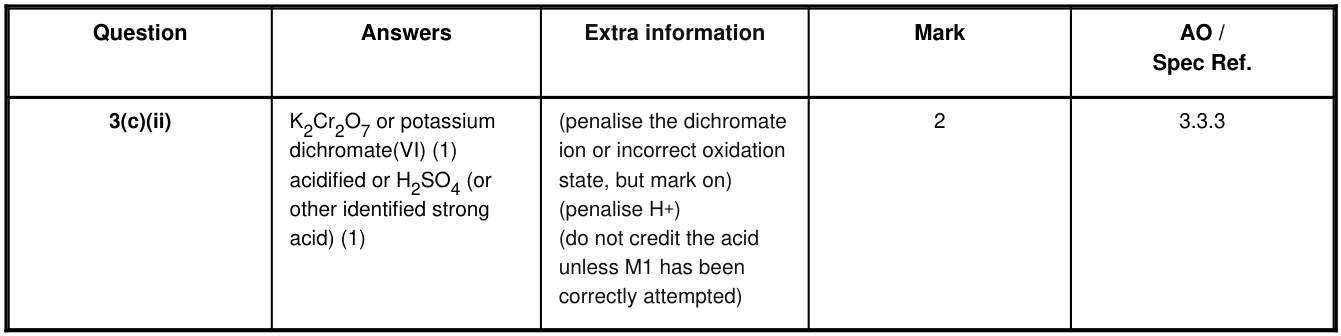 Question Answers Extra information Mark AO /
Spec Ref.
3(c)(ii)
K2Cr2O7 or potassium
dichromate(VI) (1)
acidified or H2SO4 (or
other identified strong
acid) (1)
(penalise the dichromate
ion or incorrect oxidation
state, but mark on)
(penalise H+)
(do not credit the acid
unless M1 has been
correctly attempted)
2
3.3.3